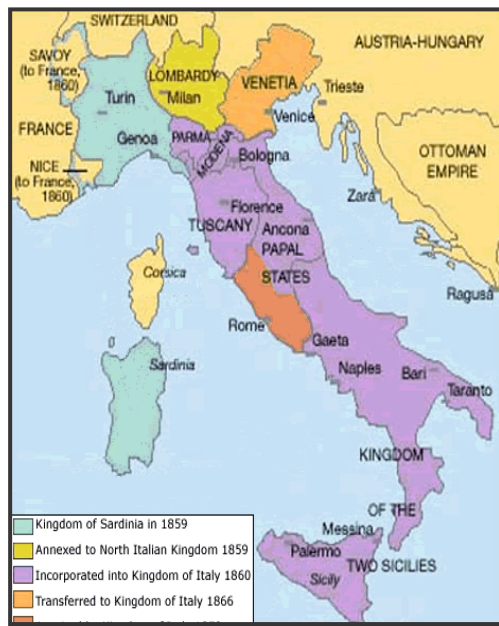 SWITZERLAND
AUSTRIA-HUNGARY
SAVOY
(to France,
1860)
LOMBARDY
Milan
VENETIA
Trieste
Turin
Venice
FRANCE
Genoa
PARMA
MODENA
Bologna
OTTOMAN
EMPIRE
NICE
(to France,
1860)
Zara
Florence
TUSCANY
Ancona
PAPAL
STATES
Corsica
Ragusa
Rome
Gaeta
Sardinia
Naples
Bari
Taranto
KINGDOM
OF THE
Messina
Palermo
TWO SICILIES
Sicily
Kingdom of Sardinia in 1859
Annexed to North Italian Kingdom 1859
Incorporated into Kingdom of Italy 1860
Transferred to Kingdom of Italy 1866